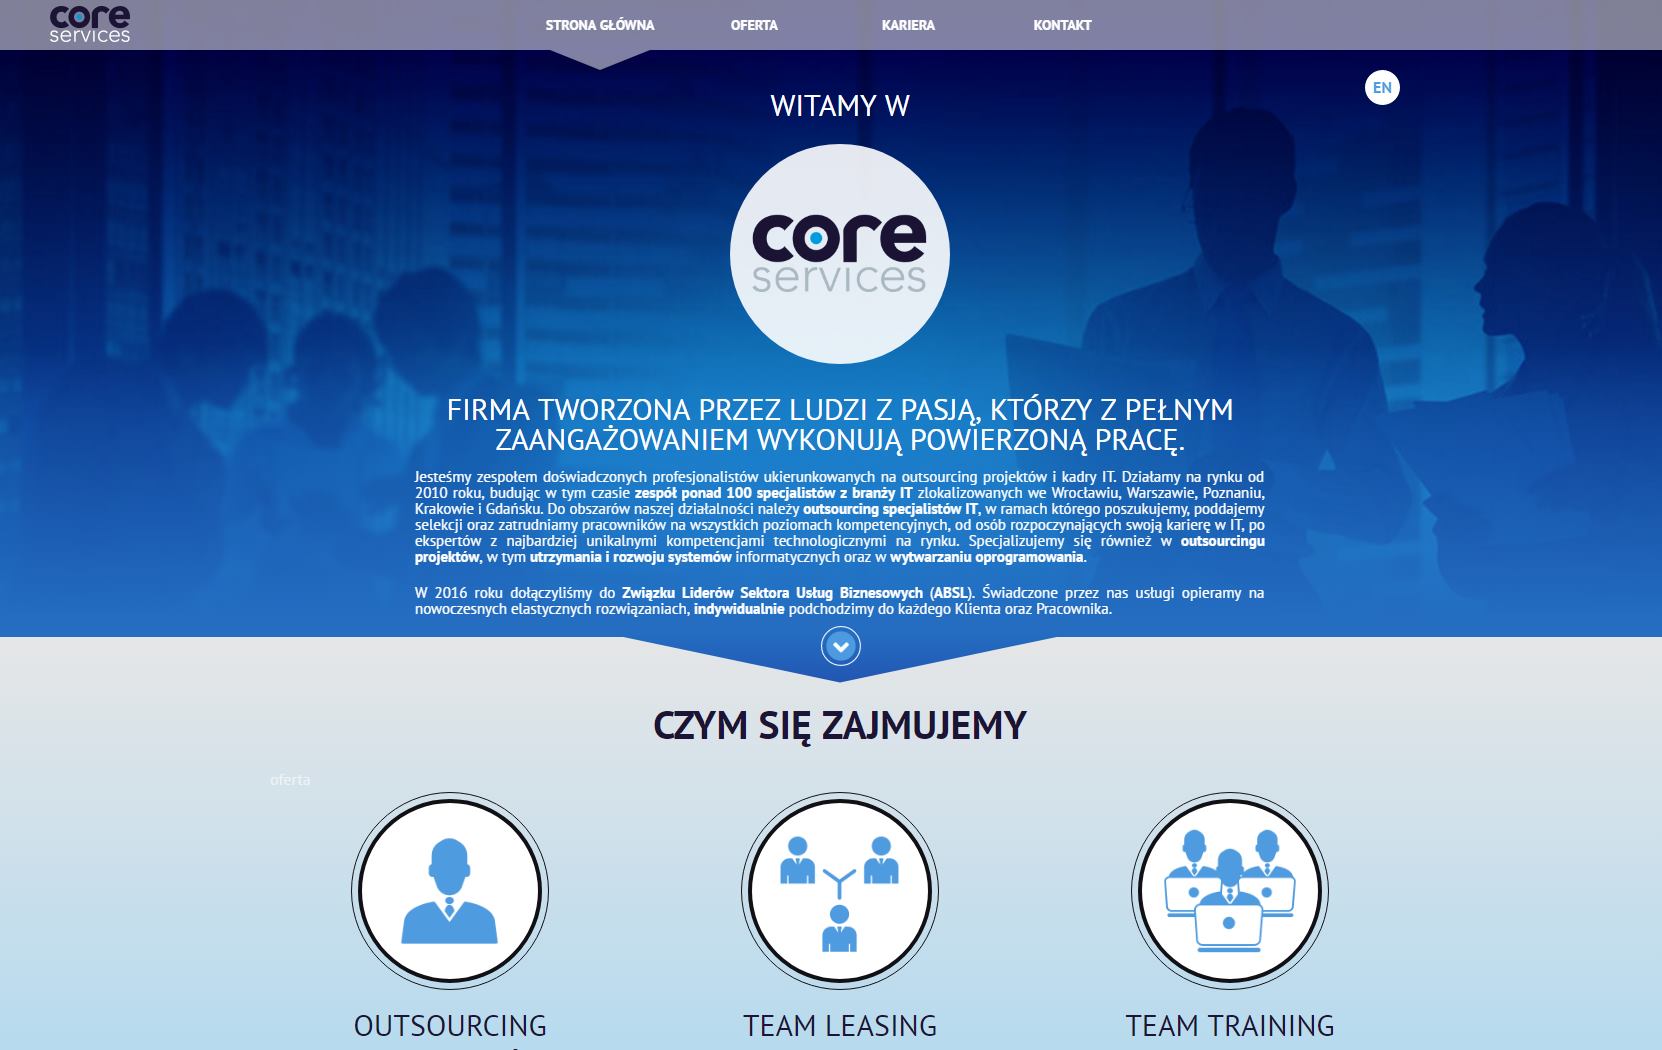 core
services
STRONA GŁÓWNA
OFERTA
KARIERA
KONTAKT
EN
WITAMY W
core
services
FIRMA TWORZONA PRZEZ LUDZI Z PASJĄ, KTÓRZY Z PEŁNYM
ZAANGAŻOWANIEM WYKONUJĄ POWIERZONĄ PRACĘ.
Jesteśmy zespołem doświadczonych profesjonalistów ukierunkowanych na outsourcing projektów i kadry IT. Działamy na rynku od
2010 roku, budując w tym czasie zespół ponad 100 specjalistów z branży IT zlokalizowanych we Wrocławiu, Warszawie, Poznaniu,
Krakowie i Gdańsku. Do obszarów naszej działalności należy outsourcing specjalistów IT, w ramach którego poszukujemy, poddajemy
selekcji oraz zatrudniamy pracowników na wszystkich poziomach kompetencyjnych, od osób rozpoczynających swoją karierę w IT, po
ekspertów z najbardziej unikalnymi kompetencjami technologicznymi na rynku. Specjalizujemy się również w outsourcingu
projektów, w tym utrzymania i rozwoju systemów informatycznych oraz w wytwarzaniu oprogramowania.
W 2016 roku dołączyliśmy do Związku Liderów Sektora Usług Biznesowych (ABSL). Świadczone przez nas usługi opieramy na
nowoczesnych elastycznych rozwiązaniach, indywidualnie podchodzimy do każdego Klienta oraz Pracownika.
CZYM SIĘ ZAJMUJEMY
oferta
OUTSOURCING
TEAM LEASING
TEAM TRAINING